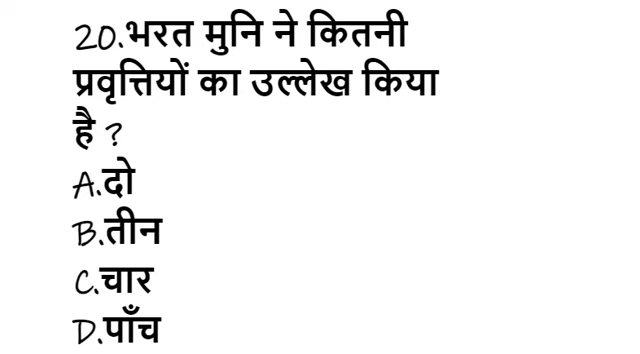 20.भरत मुनि ने कितनी
प्रवृत्तियों का उल्लेख किया
है ?
A.दो
B.तीन
C.चार
D.पाँच